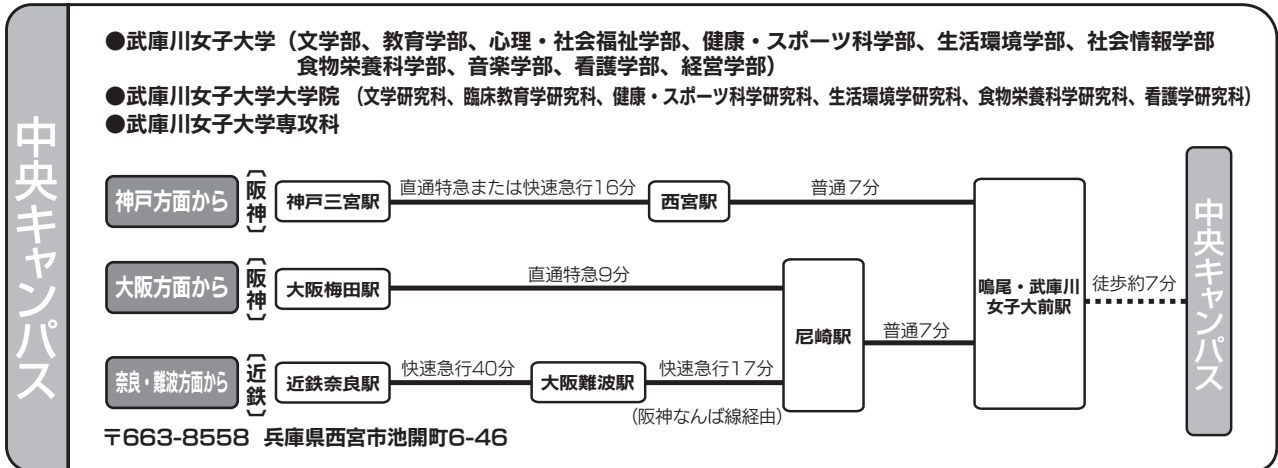 中央キャンパス
●武庫川女子大学（文学部、教育学部、心理・社会福祉学部、健康・スポーツ科学部、生活環境学部、社会情報学部
食物栄養科学部、音楽学部、看護学部、経営学部）
●武庫川女子大学大学院 （文学研究科、臨床教育学研究科、健康・スポーツ科学研究科、生活環境学研究科、食物栄養科学研究科、看護学研究科）
●武庫川女子大学専攻科
神戸方面から
〔阪神〕
神戸三宮駅
直通特急または快速急行16分
西宮駅
普通7分
大阪方面から
〔阪神〕
大阪梅田駅
直通特急9分
奈良・難波方面から
〔近鉄〕
近鉄奈良駅
快速急行40分
大阪難波駅
快速急行17分
（阪神なんば線経由）
尼崎駅
普通7分
鳴尾・武庫川
女子大前駅
徒歩約7分
中央キャンパス
〒663-8558 兵庫県西宮市池開町6-46